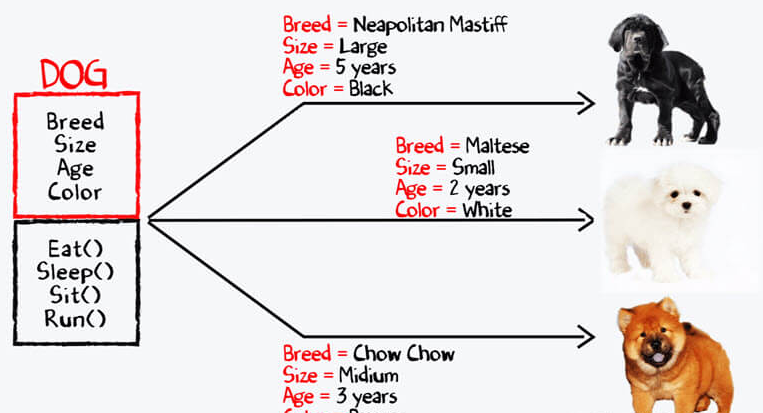 DOG
Breed
Size
Age
Color
Eat()
Sleep()
Sit()
Run()
Breed = Neapolitan Mastiff
Size = Large
Age = 5 years
Color = Black
Breed = Maltese
Size = Small
Age = 2 years
Color = White
Breed = Chow Chow
Size = Midium
Age = 3 years